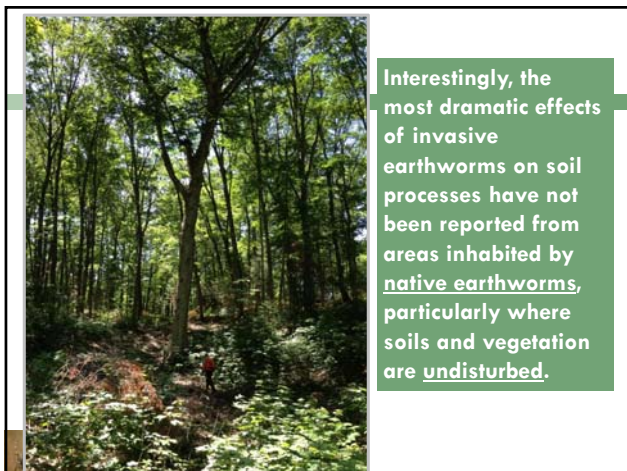 Interestingly, the
most dramatic effects
of invasive
earthworms on soil
processes have not
been reported from
areas inhabited by
native earthworms,
particularly where
soils and vegetation
are undisturbed.